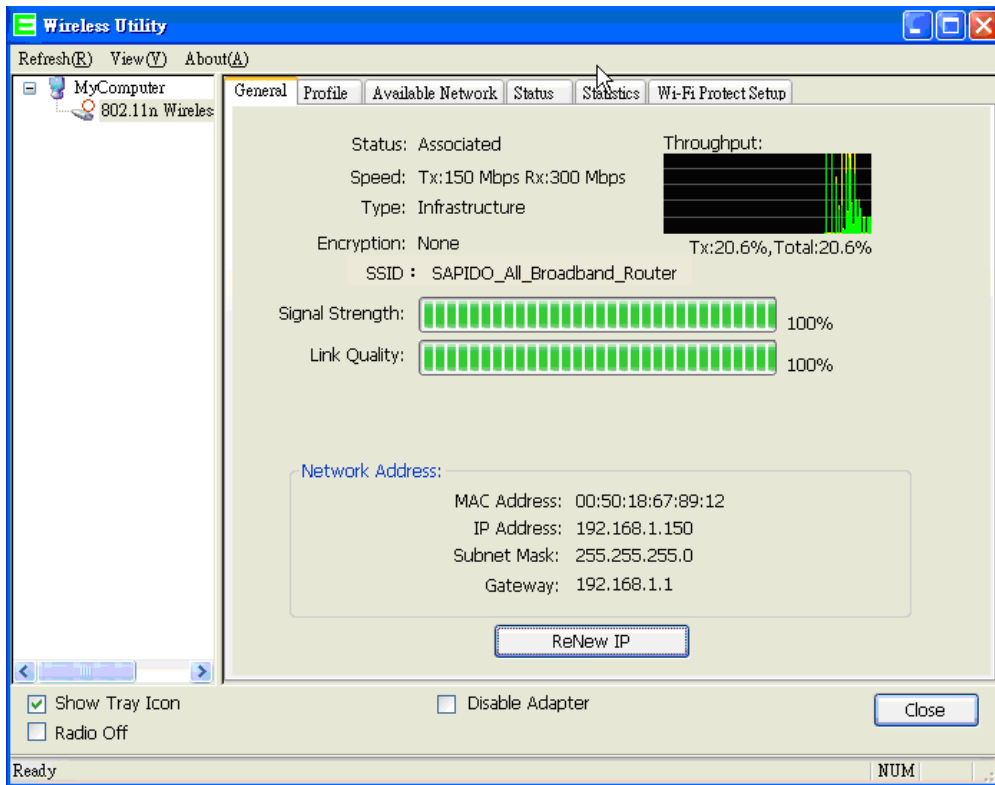 Wireless Utility
Refresh(R) View(V) About(A)
MyComputer
802.11n Wireles
General Profile Available Network Status Statistics Wi-Fi Protect Setup
Status: Associated
Throughput:
Speed: Tx:150 Mbps Rx:300 Mbps
Type: Infrastructure
Encryption: None
Tx:20.6%,Total:20.6%
SSID: SAPIDO_All_Broadband_Router
Signal Strength: 100%
Link Quality: 100%
Network Address:
MAC Address: 00:50:18:67:89:12
IP Address: 192.168.1.150
Subnet Mask: 255.255.255.0
Gateway: 192.168.1.1
ReNew IP
Show Tray Icon
Disable Adapter
Close
Radio Off
Ready
NUM